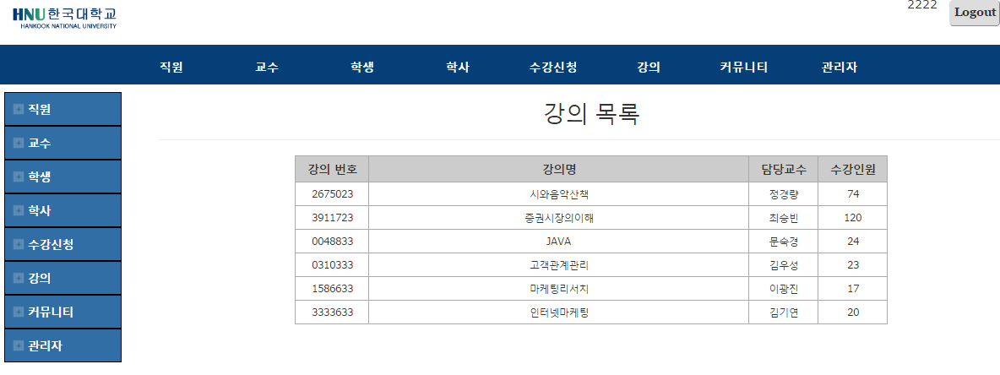 2222
Logout
HNU 한국대학교
HANKOOK NATIONAL UNIVERSITY
직원 교수 학생 학사 수강신청 강의 커뮤니티 관리자
직원
교수
학생
학사
수강신청
강의
커뮤니티
관리자
강의 목록
강의 번호 강의명 담당교수 수강인원
2675023 시와음악산책 정경량 74
3911723 증권시장의이해 최승빈 120
0048833 JAVA 문숙경 24
0310333 고객관계관리 김우성 23
1586633 마케팅리서치 이광진 17
3333633 인터넷마케팅 김기연 20